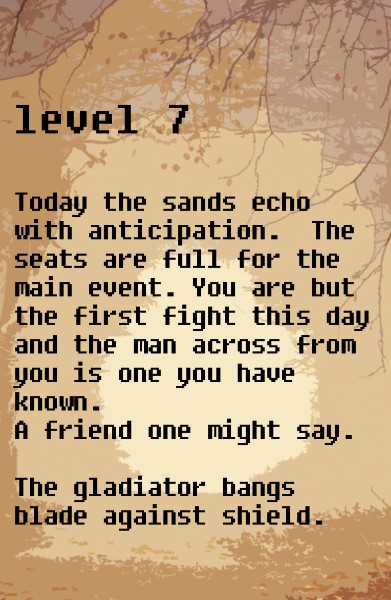 level 7
Today the sands echo
with anticipation.  The
seats are full for the
main event. You are but
the first fight this day
and the man across from
you is one you have
known.
A friend one might say.
The gladiator bangs
blade against shield.